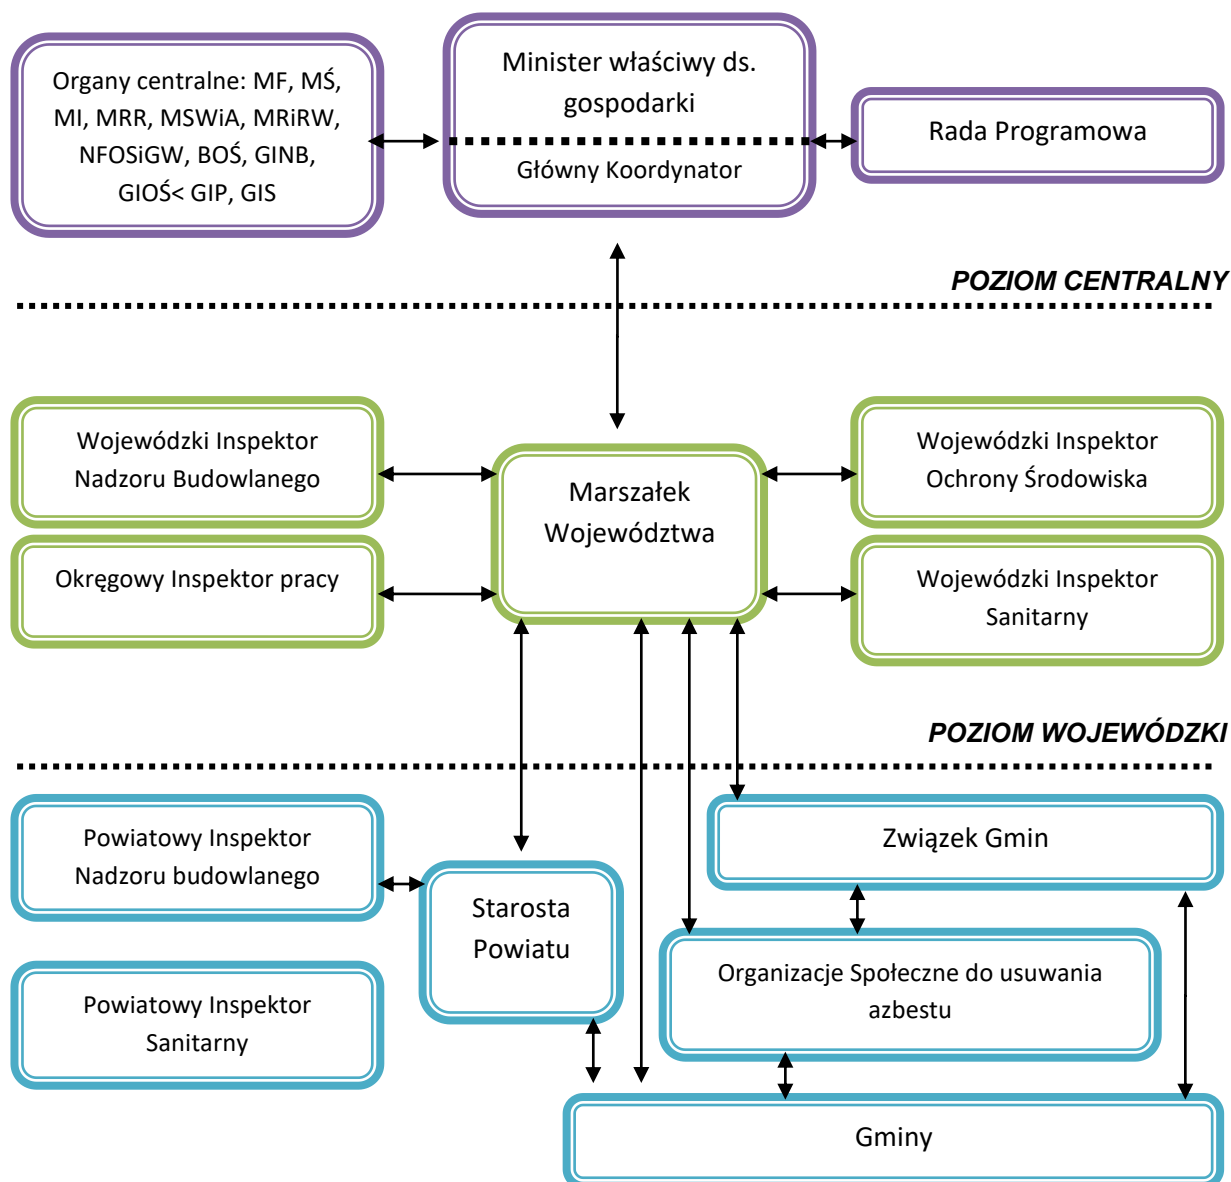 Organy centralne: MF, MŚ,
MI, MRR, MSWiA, MRiRW,
NFOSiGW, BOŚ, GINB,
GIOŚ< GIP, GIS
Minister właściwy ds.
gospodarki
Główny Koordynator
Rada Programowa
POZIOM CENTRALNY
Wojewódzki Inspektor
Nadzoru Budowlanego
Okręgowy Inspektor pracy
Marszałek
Województwa
Wojewódzki Inspektor
Ochrony Środowiska
Wojewódzki Inspektor
Sanitarny
POZIOM WOJEWÓDZKI
Powiatowy Inspektor
Nadzoru budowlanego
Powiatowy Inspektor
Sanitarny
Starosta
Powiatu
Związek Gmin
Organizacje Społeczne do usuwania
azbestu
Gminy